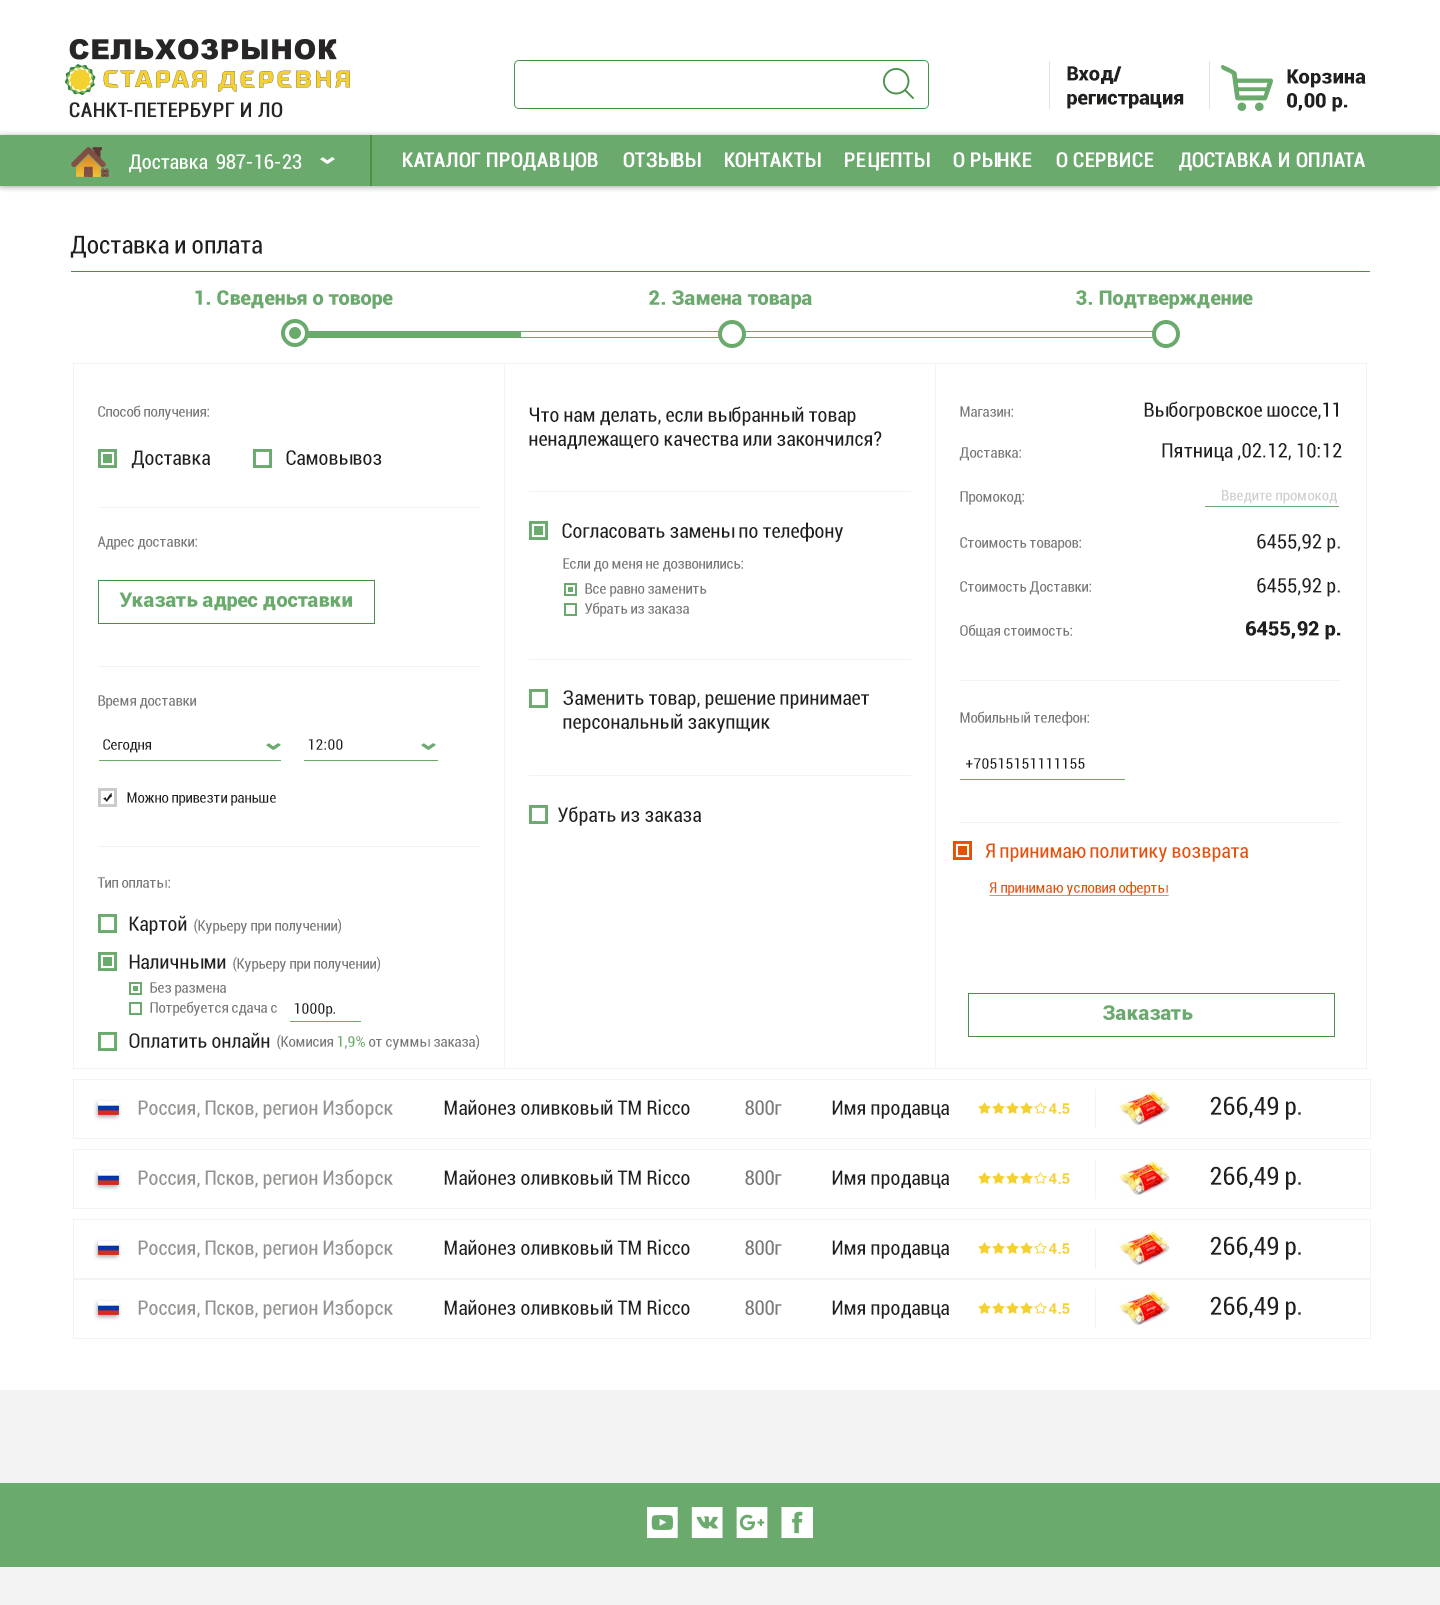 СЕЛЬХОЗРЫНОК
СТАРАЯ ДЕРЕВНЯ
САНКТ-ПЕТЕРБУРГ И ЛО
Вход/
регистрация
Корзина
0,00 р.
Доставка 987-16-23
КАТАЛОГ ПРОДАВЦОВ ОТЗЫВЫ КОНТАКТЫ РЕЦЕПТЫ О РЫНКЕ О СЕРВИСЕ ДОСТАВКА И ОПЛАТА
Доставка и оплата
1. Сведенья о товоре
2. Замена товара
3. Подтверждение
Способ получения:
Доставка Самовывоз
Адрес доставки:
Указать адрес доставки
Время доставки
Сегодня 12:00
Можно привезти раньше
Тип оплаты:
Картой (Курьеру при получении)
Наличными (Курьеру при получении)
Без размена
Потребуется сдача с 1000р.
Оплатить онлайн (Комисия 1,9% от суммы заказа)
Что нам делать, если выбранный товар
ненадлежащего качества или закончился?
Согласовать замены по телефону
Если до меня не дозвонились:
Все равно заменить
Убрать из заказа
Заменить товар, решение принимает
персональный закупщик
Убрать из заказа
Магазин: Выбогровское шоссе,11
Доставка: Пятница ,02.12, 10:12
Промокод: Введите промокод
Стоимость товаров: 6455,92 р.
Стоимость Доставки: 6455,92 р.
Общая стоимость: 6455,92 р.
Мобильный телефон:
+70515151111155
Я принимаю политику возврата
Я принимаю условия оферты
Заказать
Россия, Псков, регион Изборск Майонез оливковый ТМ Ricco 800г Имя продавца 4.5 266,49 р.
Россия, Псков, регион Изборск Майонез оливковый ТМ Ricco 800г Имя продавца 4.5 266,49 р.
Россия, Псков, регион Изборск Майонез оливковый ТМ Ricco 800г Имя продавца 4.5 266,49 р.
Россия, Псков, регион Изборск Майонез оливковый ТМ Ricco 800г Имя продавца 4.5 266,49 р.